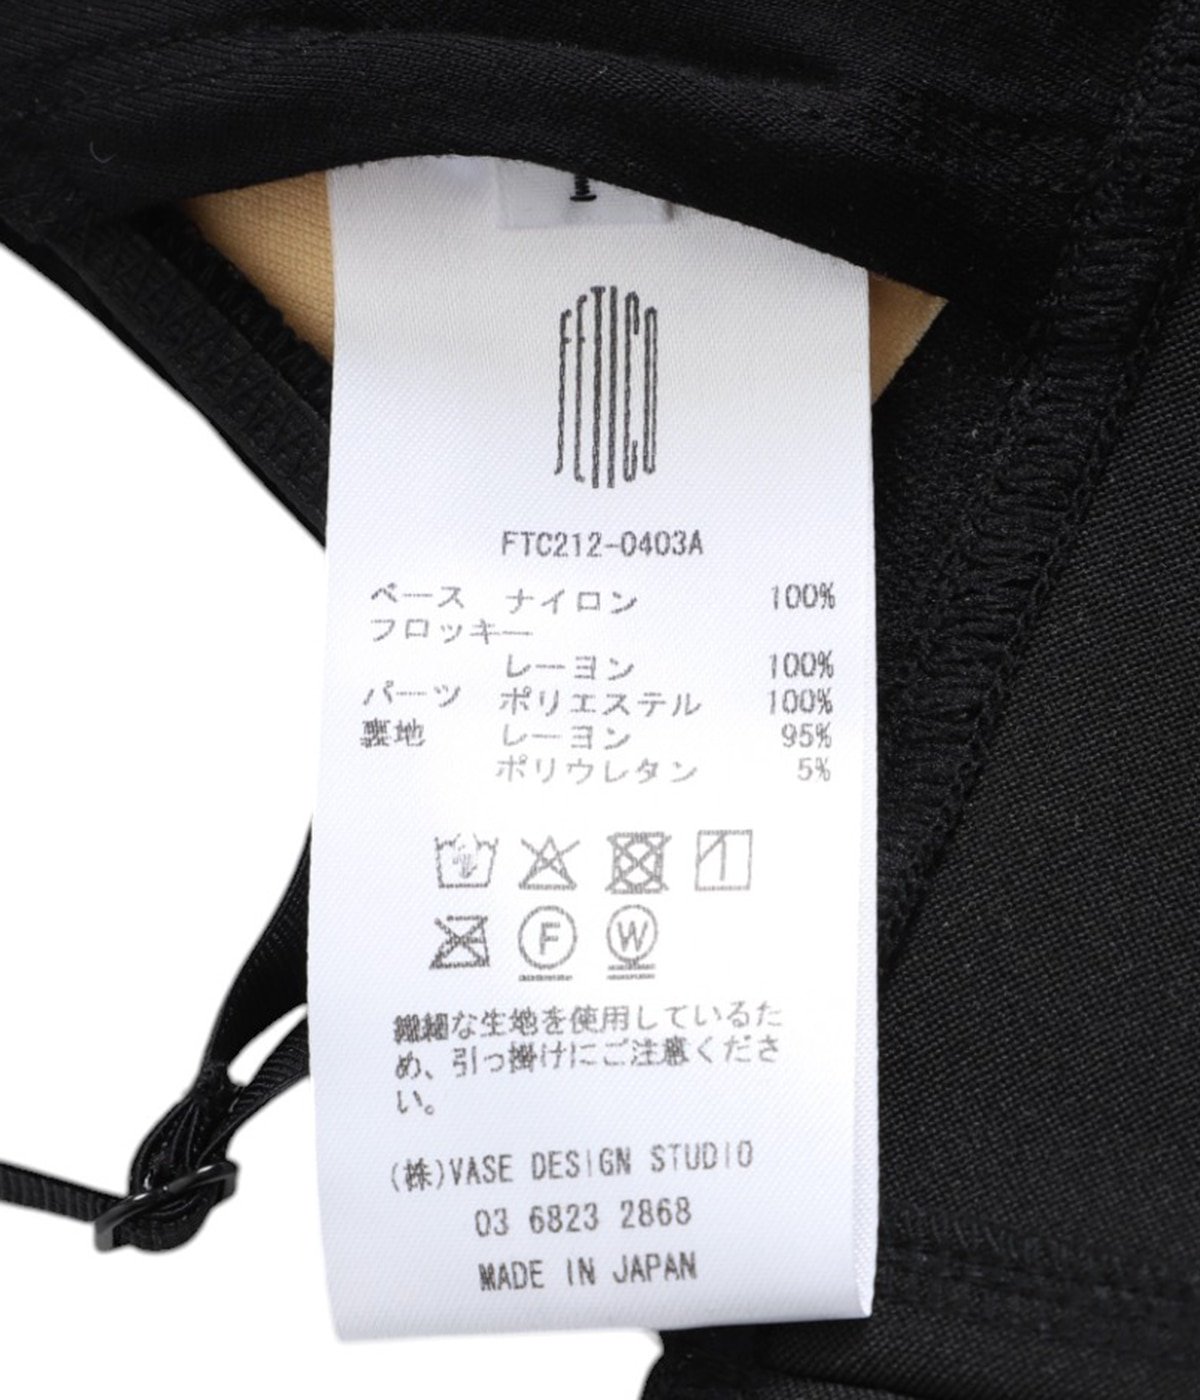 FETICO
FTC212-0403A
ベース ナイロン 100%
フロッキー
レーヨン 100%
パーツ ポリエステル 100%
裏地 レーヨン 95%
ポリウレタン 5%
F W
繊細な生地を使用しているた
め、引っ掛けにご注意くださ
い。
(株)VASE DESIGN STUDIO
03 6823 2868
MADE IN JAPAN